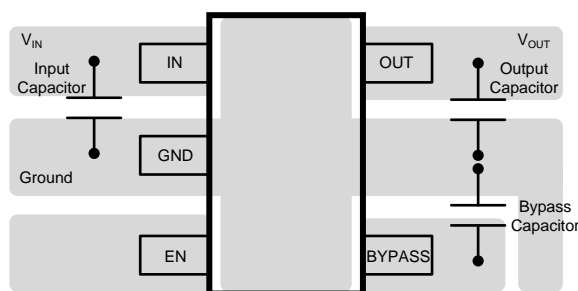 VIN
IN
OUT
VOUT
Input
Capacitor
Output
Capacitor
GND
Ground
Bypass
Capacitor
EN
BYPASS